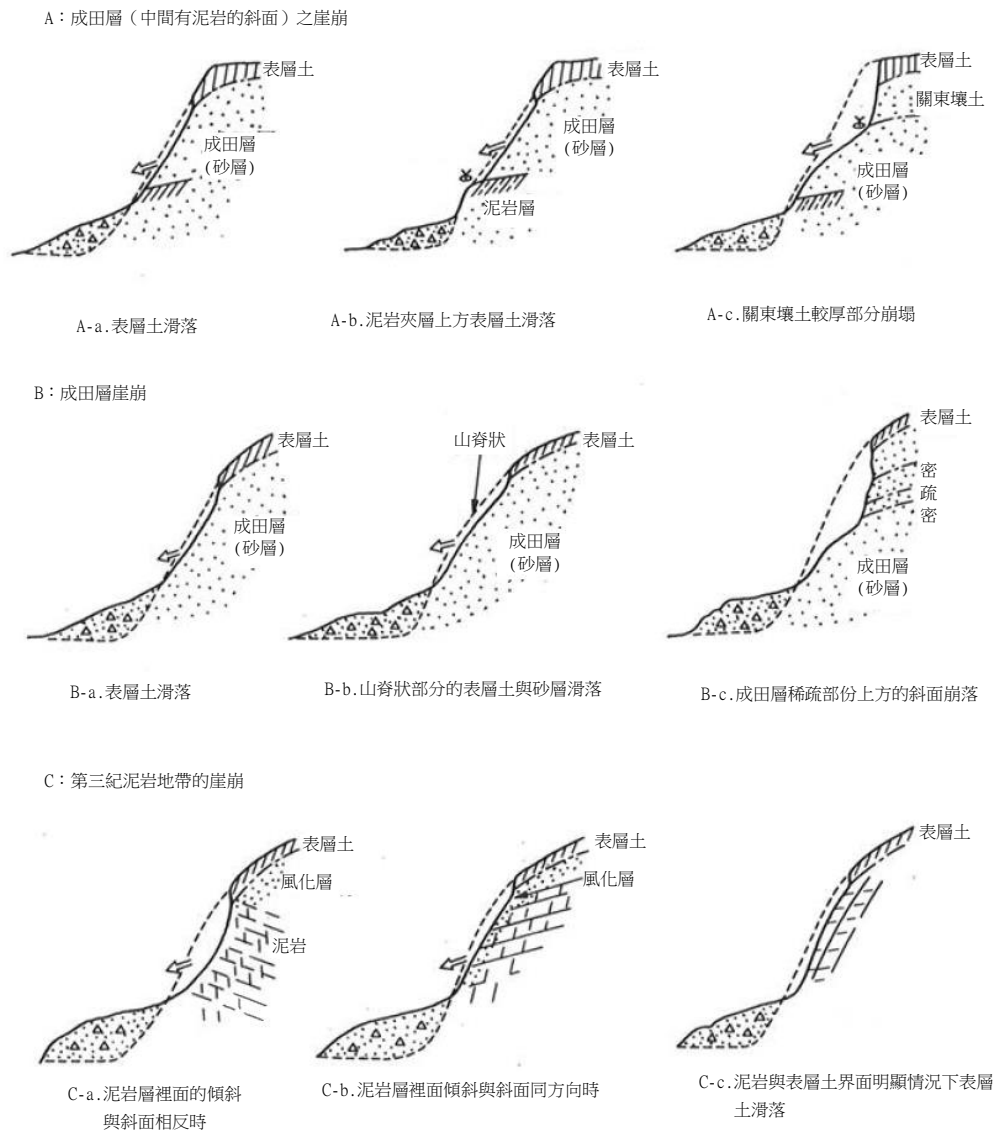 A：成田層（中間有泥岩的斜面）之崖崩
表層土
成田層
(砂層)
表層土
成田層
(砂層)
泥岩層
表層土
關東壤土
成田層
(砂層)
A-a.表層土滑落
A-b.泥岩夾層上方表層土滑落
A-c.關東壤土較厚部分崩塌
B：成田層崖崩
表層土
成田層
(砂層)
山脊狀
表層土
成田層
(砂層)
表層土
密
疏
密
成田層
(砂層)
B-a.表層土滑落
B-b.山脊狀部分的表層土與砂層滑落
B-c.成田層稀疏部份上方的斜面崩落
C：第三紀泥岩地帶的崖崩
表層土
風化層
泥岩
表層土
風化層
表層土
C-a.泥岩層裡面的傾斜
與斜面相反時
C-b.泥岩層裡面傾斜與斜面同方向時
C-c.泥岩與表層土界面明顯情況下表層
土滑落